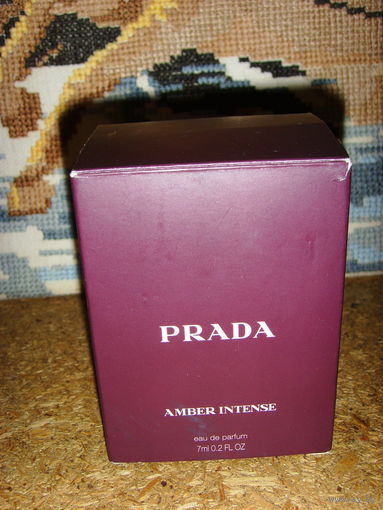 PRADA
AMBER INTENSE
eau de parfum
7ml 0.2 FL OZ